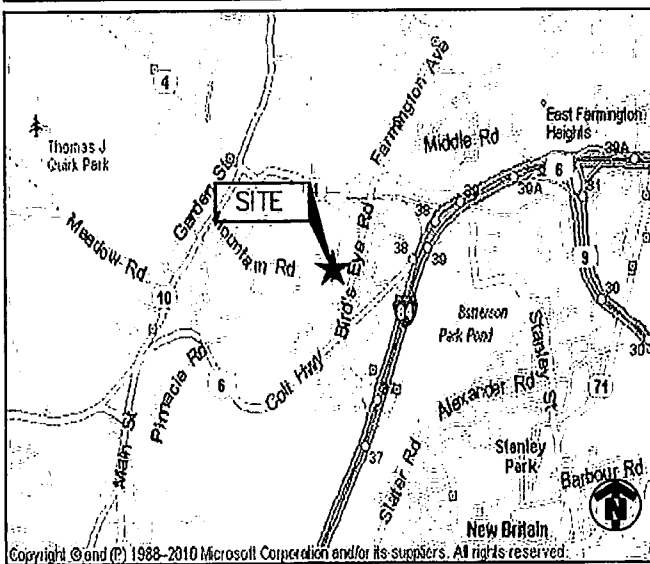 4
Farmington Ave
Middle Rd
East Farmington
Heights
39A
6
31
Thomas J
Quirk Park
Garden St
SITE
39
39A
38
Meadow Rd
Mountain Rd
Bird's Eye Rd
38
39
9
10
84
Batterson
Park Pond
30
Stanley St
30
Pinnacle Rd
6
Colt Hwy
Alexander Rd
71
Main St
37
Slater Rd
Stanley
Park
Barbour Rd
N
New Britain
Copyright © and (P) 1988–2010 Microsoft Corporation and/or its suppliers. All rights reserved.